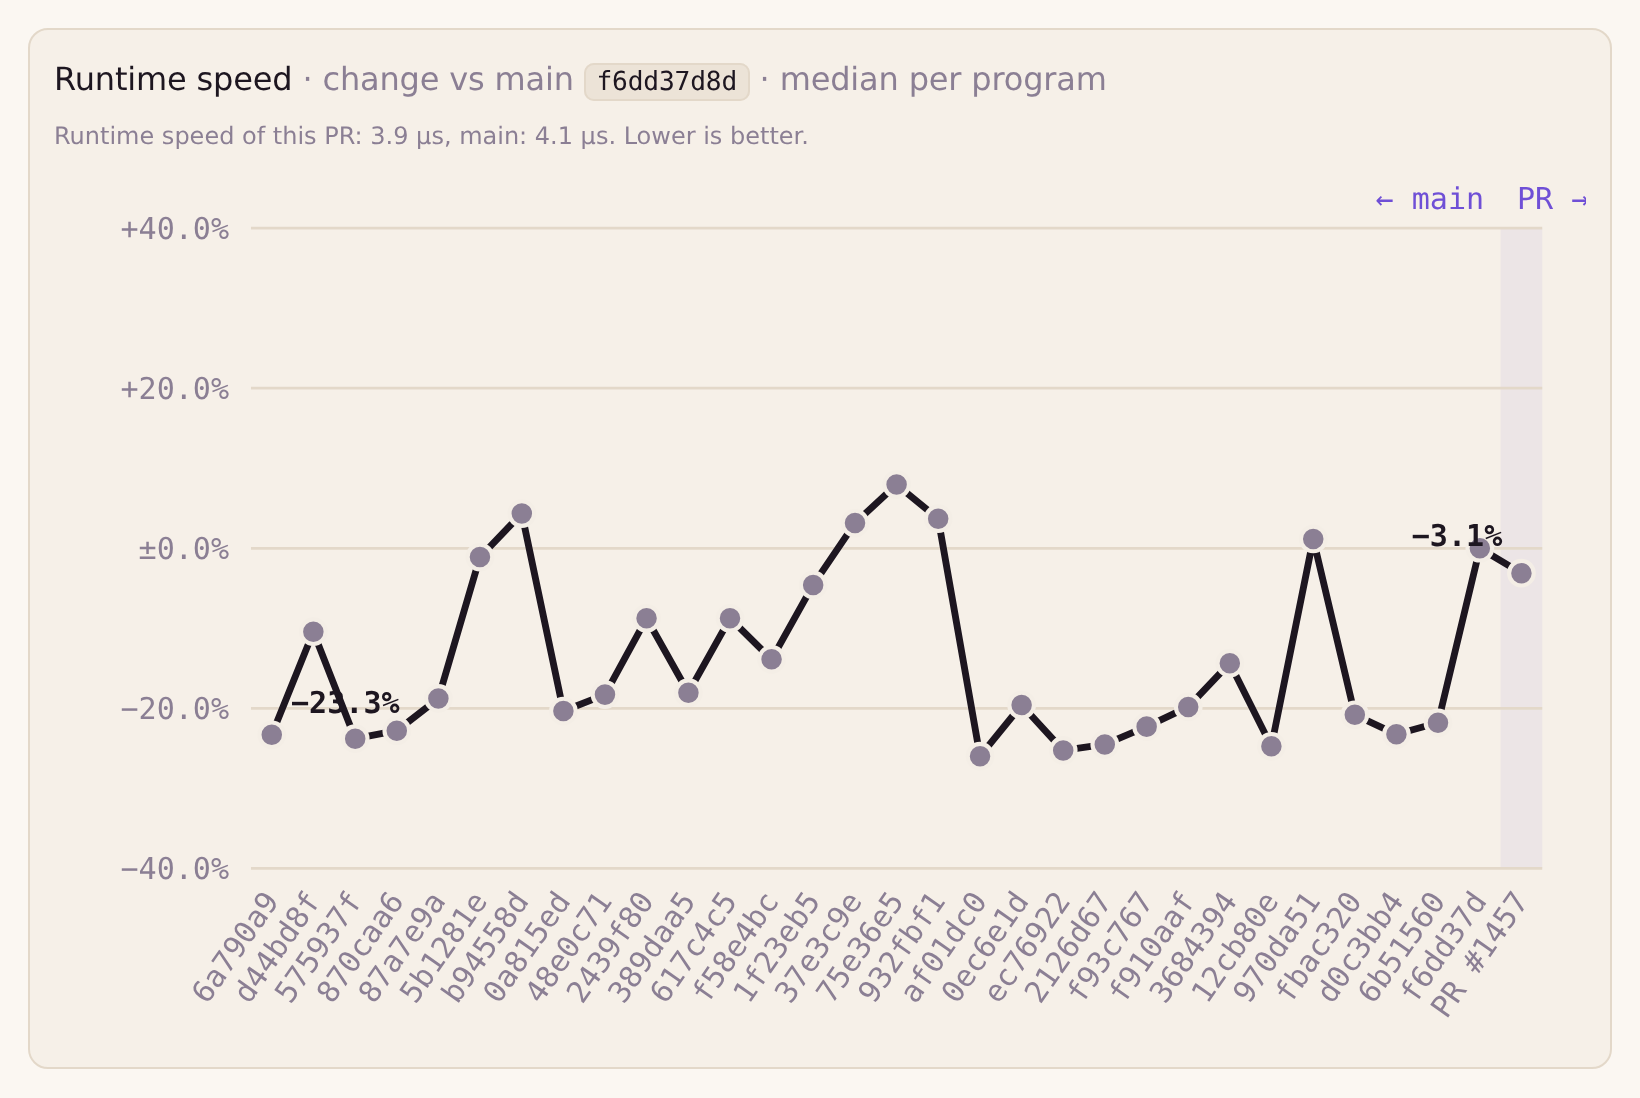 Runtime speed · change vs main f6dd37d8d · median per program
Runtime speed of this PR: 3.9 µs, main: 4.1 µs. Lower is better.
← main PR →
+40.0%
+20.0%
±0.0%
−20.0%
−40.0%
−23.3%
−3.1%
6a790a9
d44bd8f
575937f
870caa6
87a7e9a
5b1281e
b94558d
0a815ed
48e0c71
2439f80
389daa5
617c4c5
f58e4bc
1f23eb5
37e3c9e
75e36e5
932fbf1
af01dc0
0ec6e1d
ec76922
2126d67
f93c767
f910aaf
3684394
12cb80e
970da51
fbac320
d0c3bb4
6b51560
f6dd37d
PR #1457